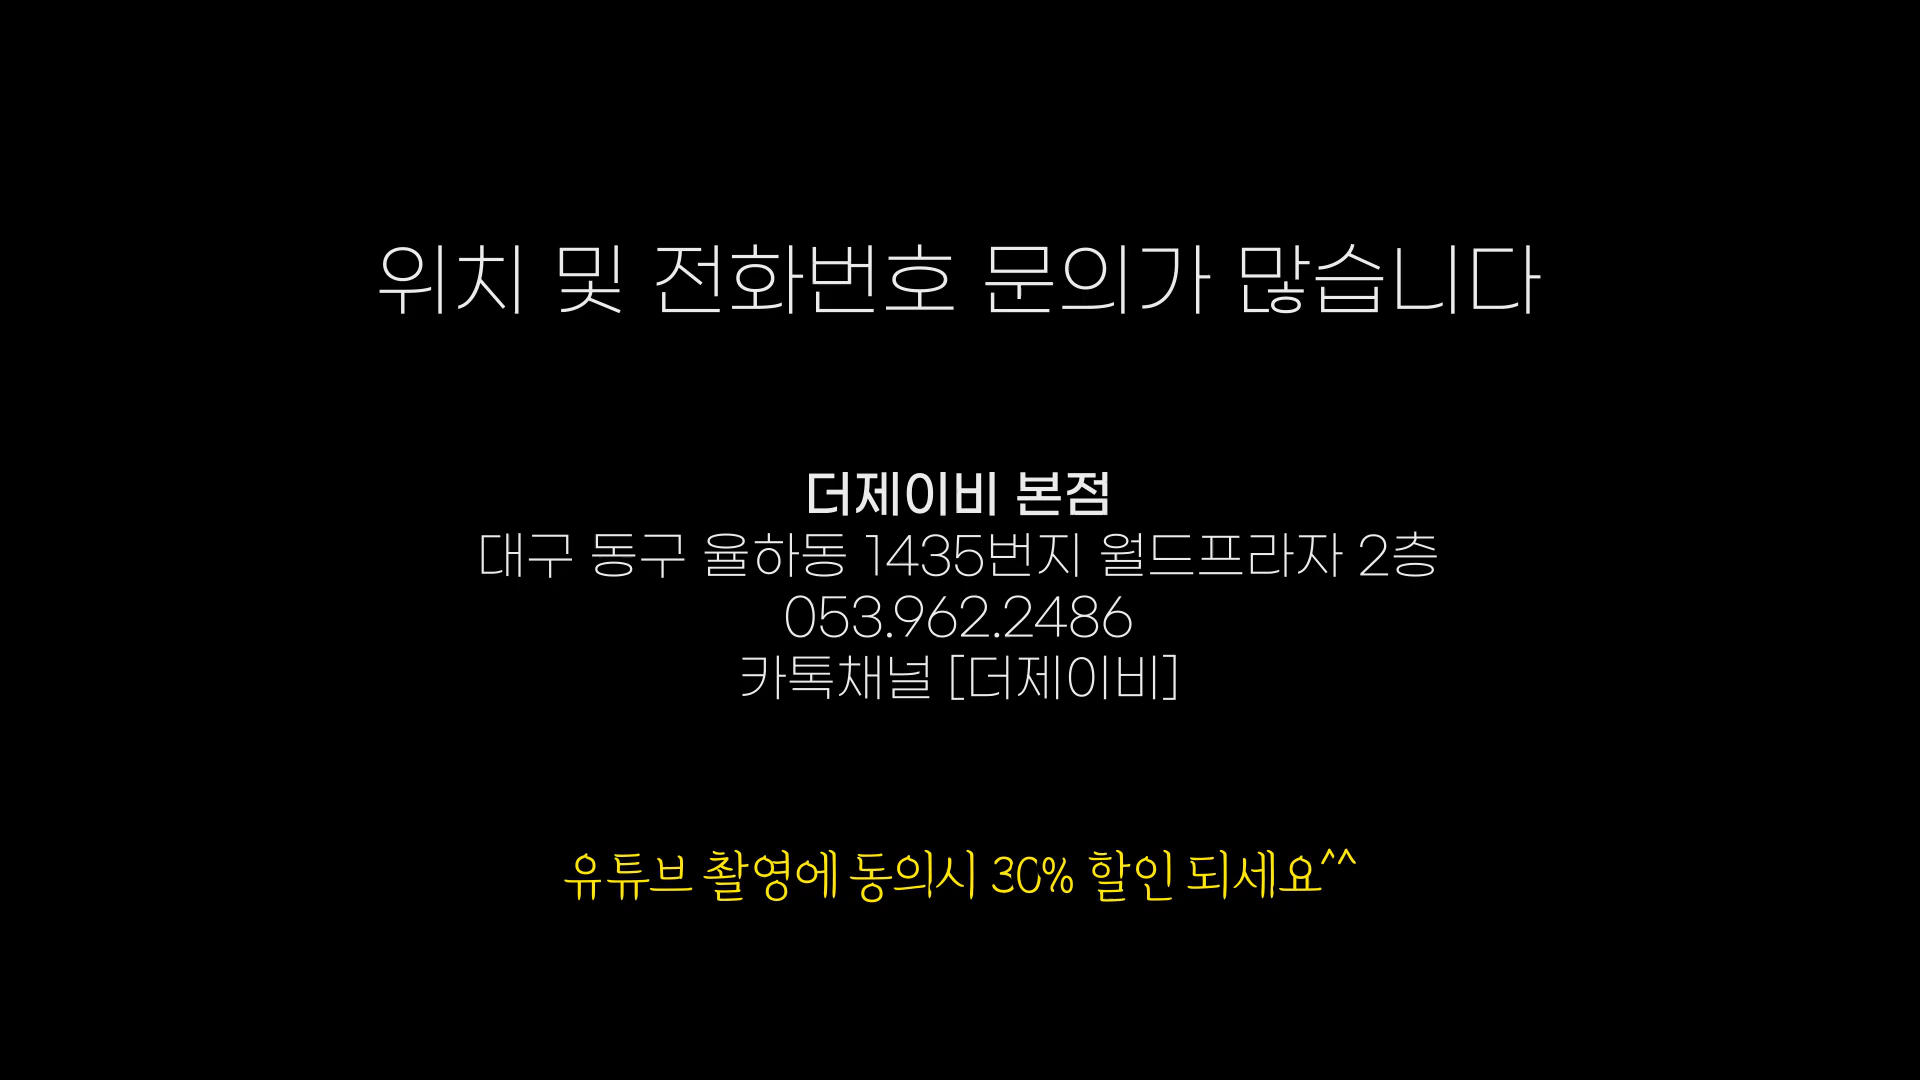 위치 및 전화번호 문의가 많습니다
더제이비 본점
대구 동구 율하동 1435번지 월드프라자 2층
053.962.2486
카톡채널 [더제이비]
유튜브 촬영에 동의시 30% 할인 되세요^^